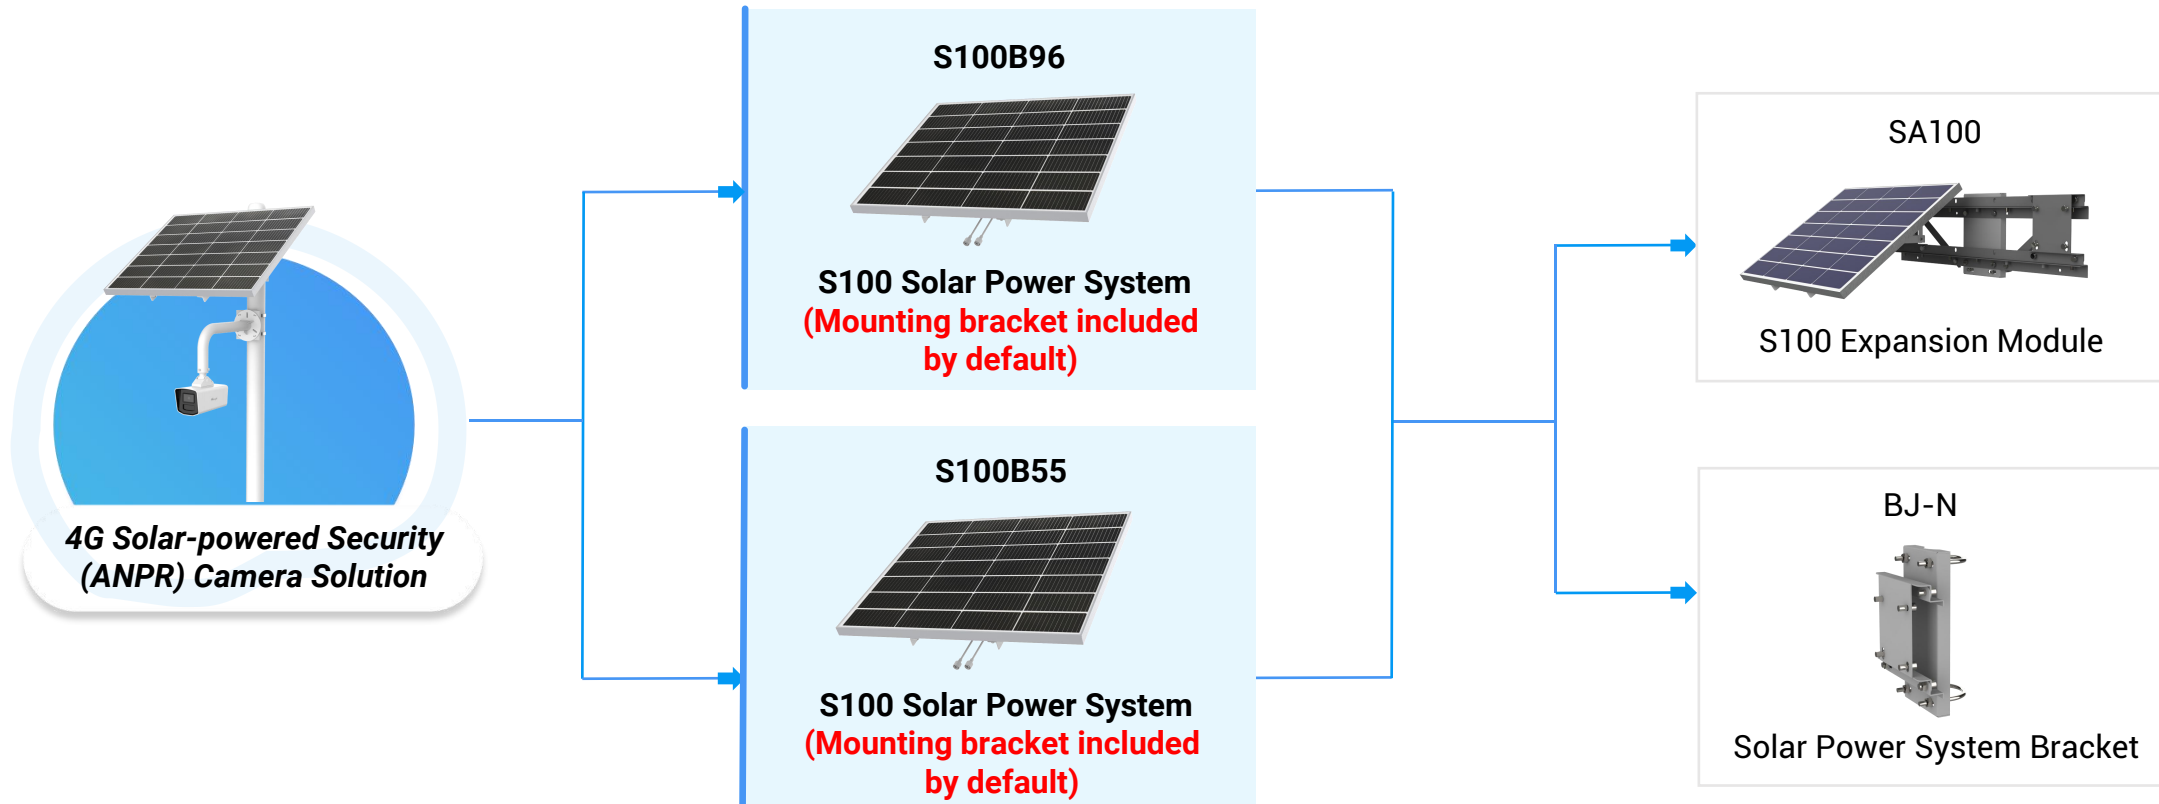 S100B96
S100 Solar Power System
(Mounting bracket included
by default)
4G Solar-powered Security
(ANPR) Camera Solution
S100B55
S100 Solar Power System
(Mounting bracket included
by default)
SA100
S100 Expansion Module
BJ-N
Solar Power System Bracket